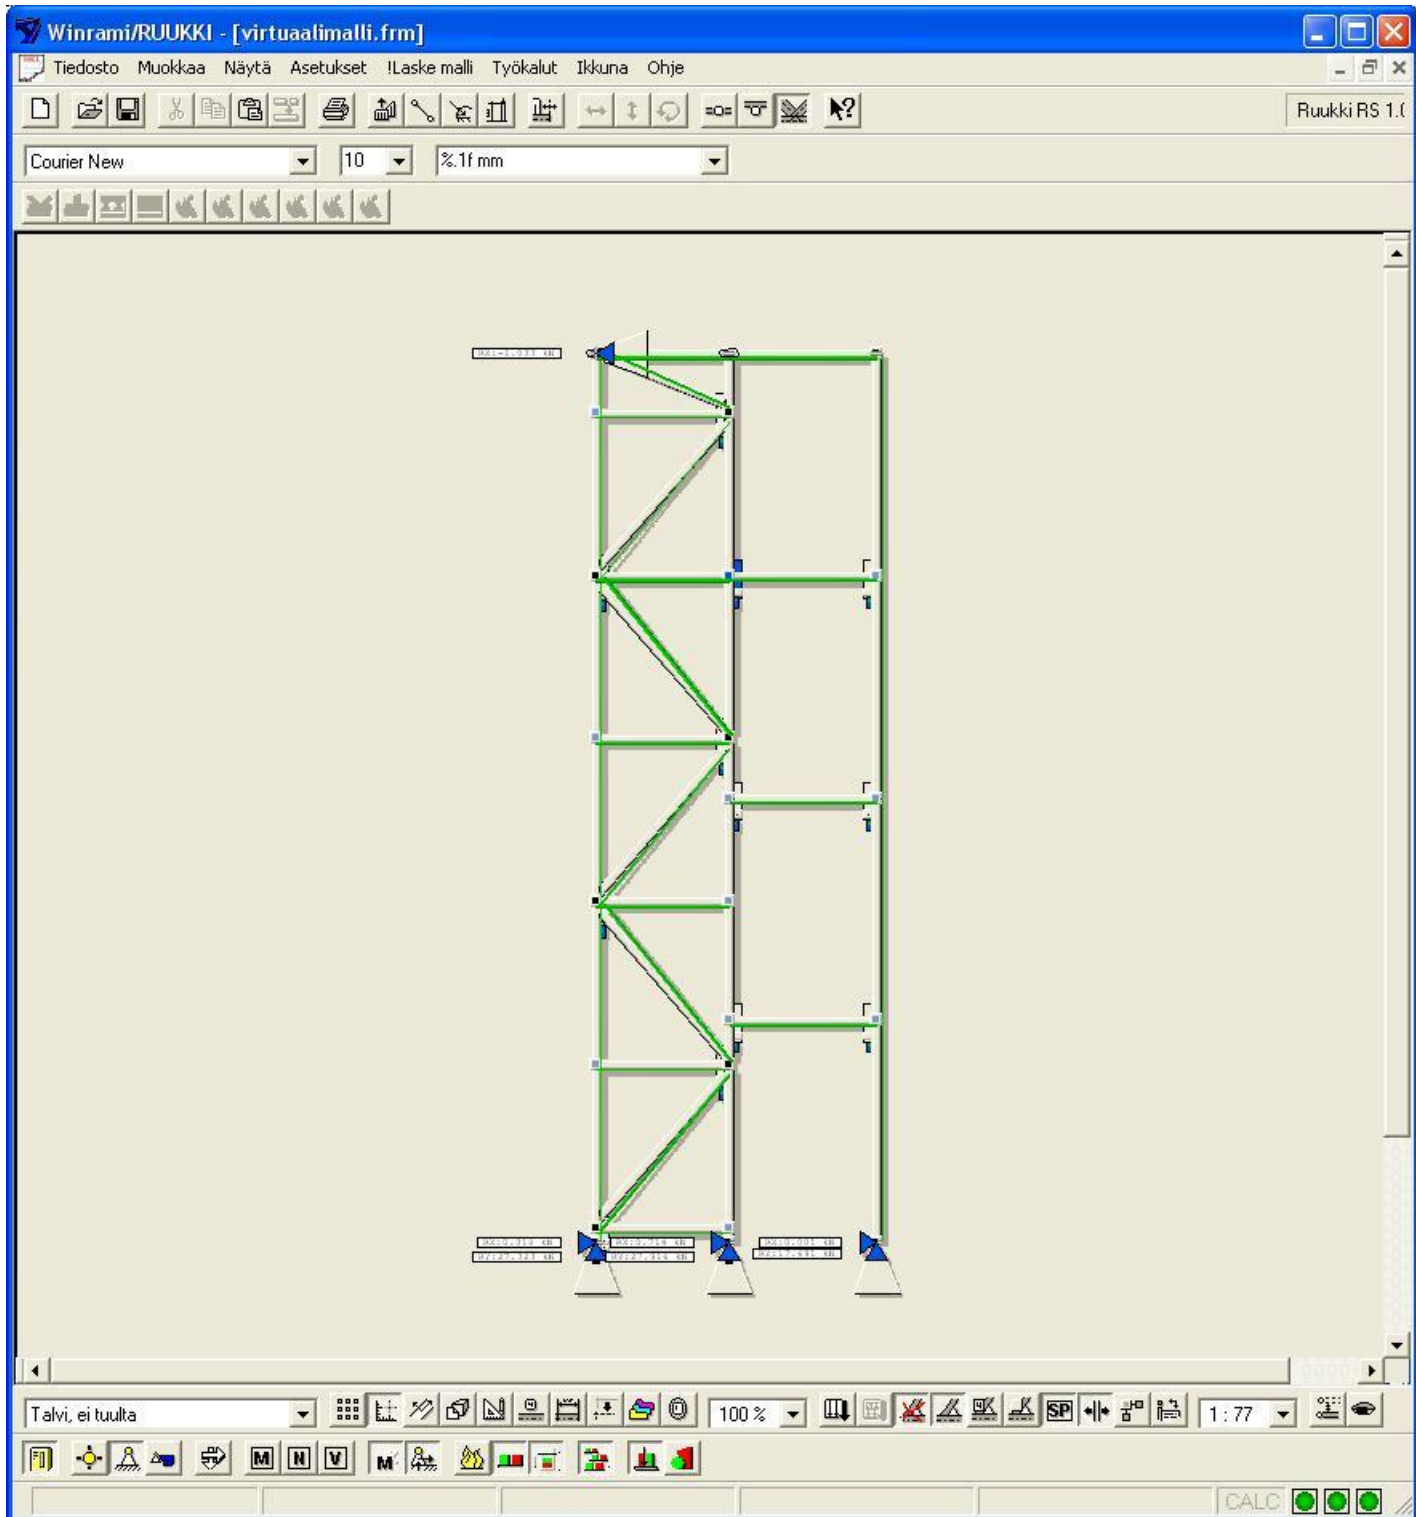 Winrami/RUUKKI - [virtuaalimalli.frm]
Tiedosto Muokkaa Näytä Asetukset !Laske malli Työkalut Ikkuna Ohje
Ruukki RS 1.(
Courier New 10 %.1f mm
Talvi, ei tuulta 100 % SP 1 : 77
M N V M
CALC